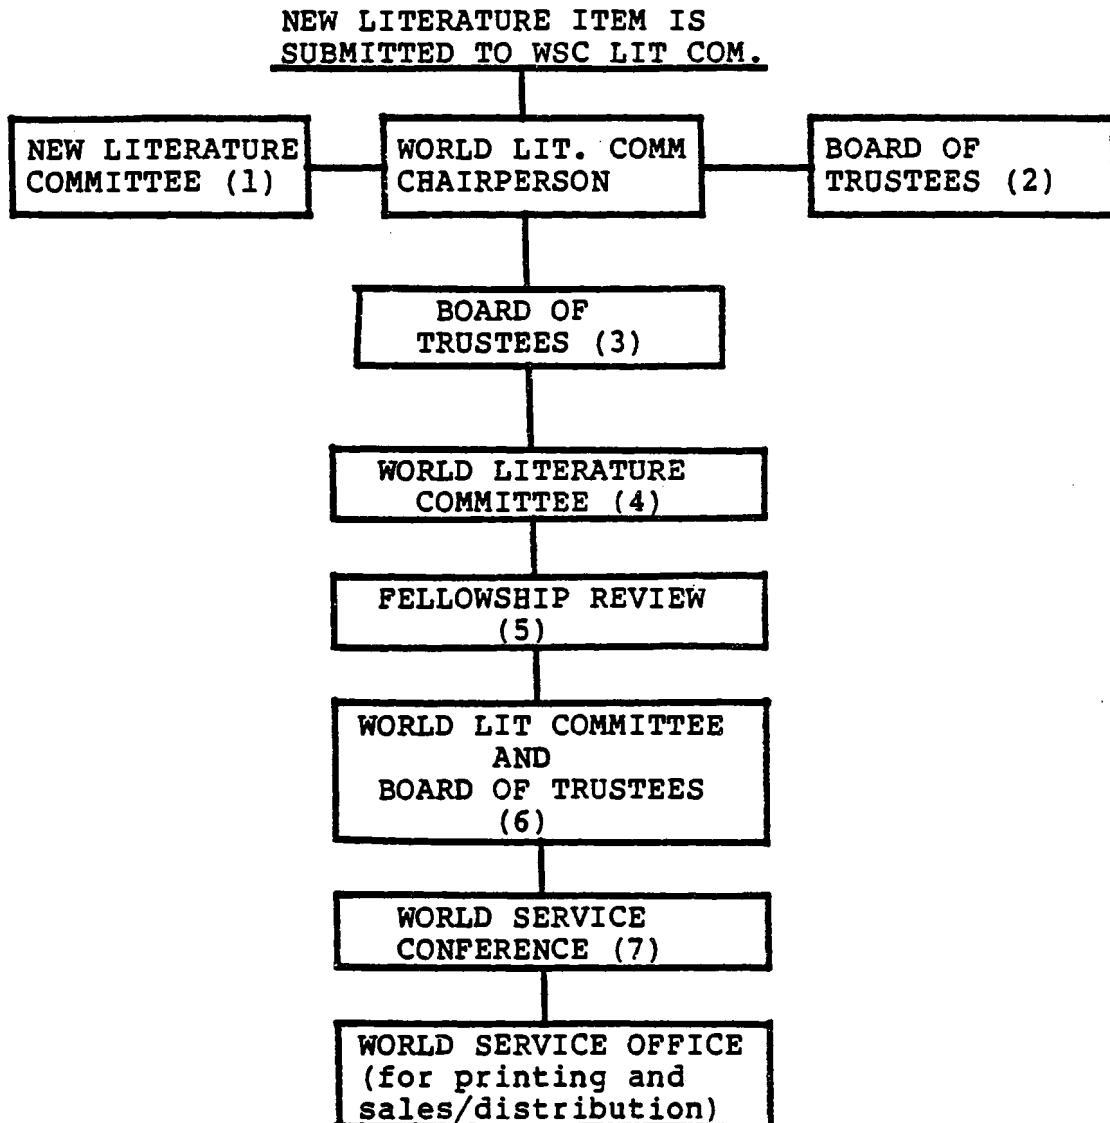 NEW LITERATURE ITEM IS
SUBMITTED TO WSC LIT COM.
NEW LITERATURE
COMMITTEE (1)
WORLD LIT. COMM
CHAIRPERSON
BOARD OF
TRUSTEES (2)
BOARD OF
TRUSTEES (3)
WORLD LITERATURE
COMMITTEE (4)
FELLOWSHIP REVIEW
(5)
WORLD LIT COMMITTEE
AND
BOARD OF TRUSTEES
(6)
WORLD SERVICE
CONFERENCE (7)
WORLD SERVICE OFFICE
(for printing and
sales/distribution)